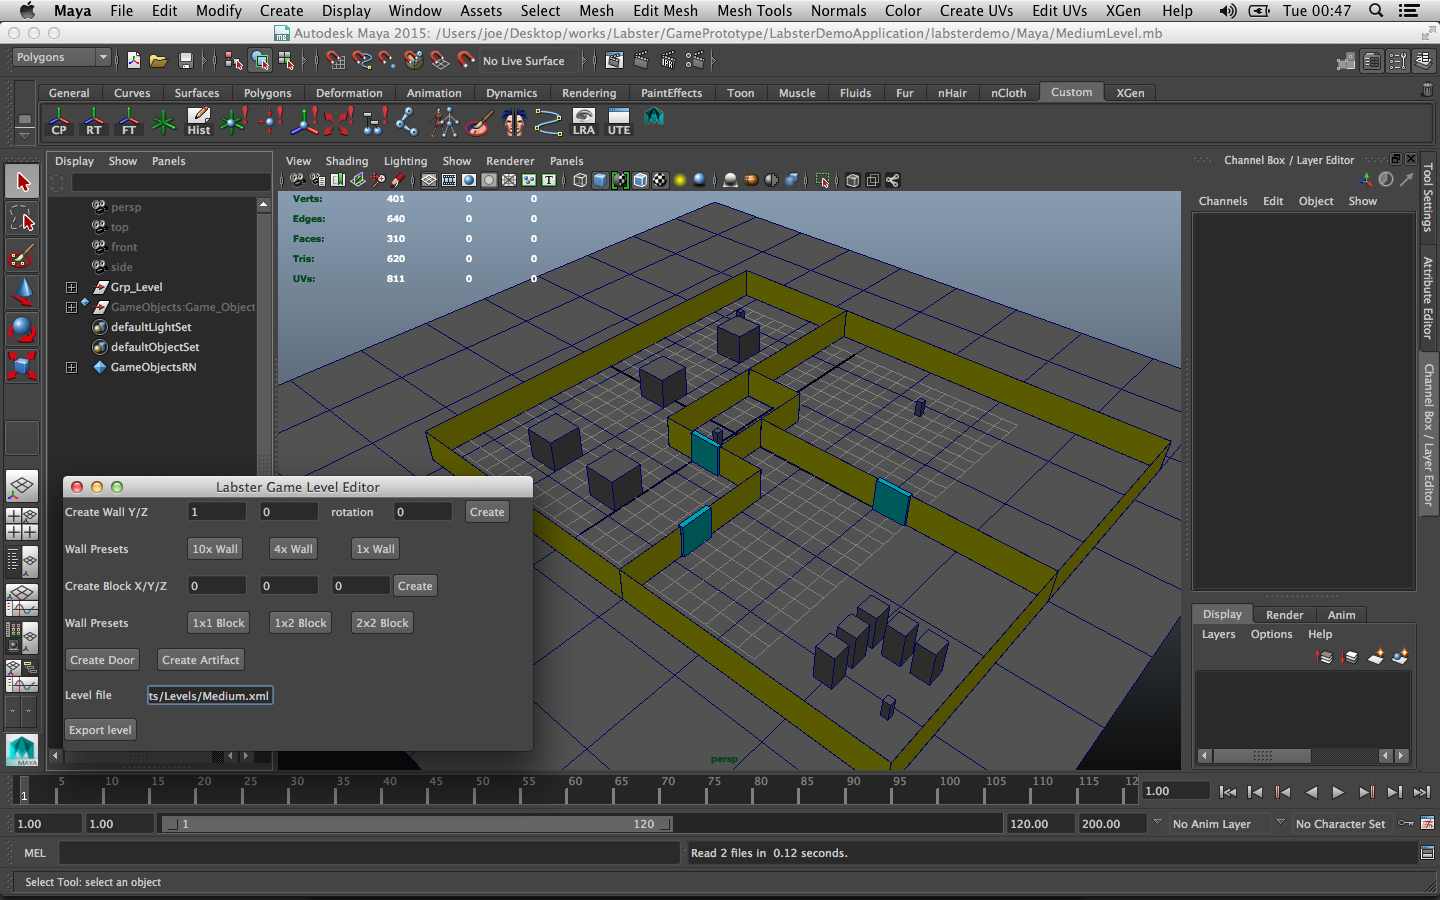 Maya File Edit Modify Create Display Window Assets Select Mesh Edit Mesh Mesh Tools Normals Color Create UVs Edit UVs XGen Help Tue 00:47
Autodesk Maya 2015: /Users/joe/Desktop/works/Labster/GamePrototype/LabsterDemoApplication/labsterdemo/Maya/MediumLevel.mb
Polygons No Live Surface
General Curves Surfaces Polygons Deformation Animation Dynamics Rendering PaintEffects Toon Muscle Fluids Fur nHair nCloth Custom XGen
CP RT FT Hist LRA UTE
Display Show Panels
View Shading Lighting Show Renderer Panels
Channel Box / Layer Editor
Channels Edit Object Show
Tool Settings
Attribute Editor
Channel Box / Layer Editor
persp
top
front
side
Grp_Level
GameObjects:Game_Object
defaultLightSet
defaultObjectSet
GameObjectsRN
Verts: 401 0 0
Edges: 640 0 0
Faces: 310 0 0
Tris: 620 0 0
UVs: 811 0 0
persp
Labster Game Level Editor
Create Wall Y/Z 1 0 rotation 0 Create
Wall Presets 10x Wall 4x Wall 1x Wall
Create Block X/Y/Z 0 0 0 Create
Wall Presets 1x1 Block 1x2 Block 2x2 Block
Create Door Create Artifact
Level file ts/Levels/Medium.xml
Export level
MAYA
Display Render Anim
Layers Options Help
5 10 15 20 25 30 35 40 45 50 55 60 65 70 75 80 85 90 95 100 105 110 115 12
1 1.00
1.00 1.00 1 120 120.00 200.00 No Anim Layer No Character Set
MEL Read 2 files in 0.12 seconds.
Select Tool: select an object